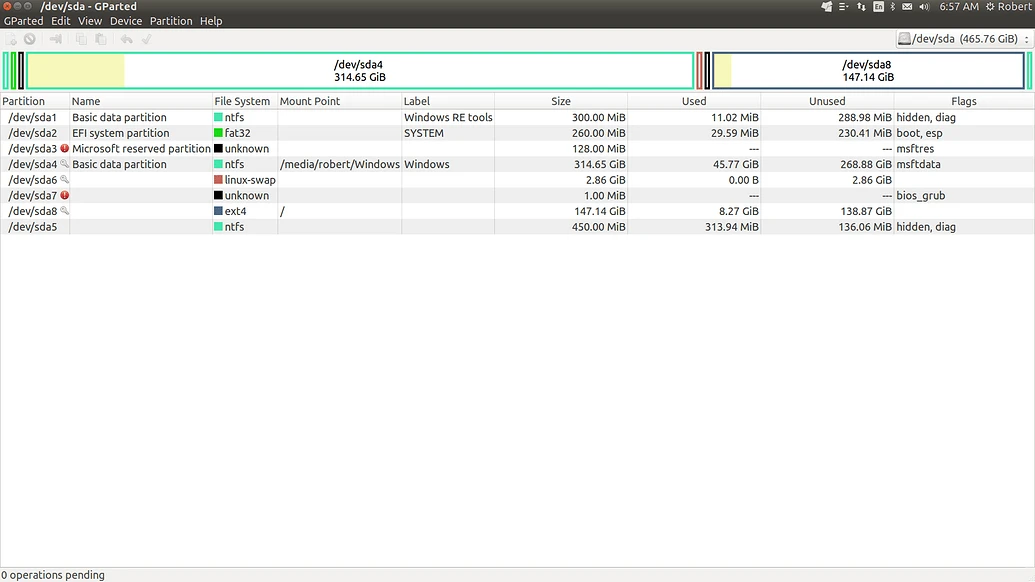 /dev/sda - GParted
En 6:57 AM Robert
GParted Edit View Device Partition Help
/dev/sda (465.76 GiB)
/dev/sda4
314.65 GiB
/dev/sda8
147.14 GiB
Partition Name File System Mount Point Label Size Used Unused Flags
/dev/sda1 Basic data partition ntfs Windows RE tools 300.00 MiB 11.02 MiB 288.98 MiB hidden, diag
/dev/sda2 EFI system partition fat32 SYSTEM 260.00 MiB 29.59 MiB 230.41 MiB boot, esp
/dev/sda3 Microsoft reserved partition unknown 128.00 MiB --- --- msftres
/dev/sda4 Basic data partition ntfs /media/robert/Windows Windows 314.65 GiB 45.77 GiB 268.88 GiB msftdata
/dev/sda6 linux-swap 2.86 GiB 0.00 B 2.86 GiB
/dev/sda7 unknown 1.00 MiB --- --- bios_grub
/dev/sda8 ext4 / 147.14 GiB 8.27 GiB 138.87 GiB
/dev/sda5 ntfs 450.00 MiB 313.94 MiB 136.06 MiB hidden, diag
0 operations pending